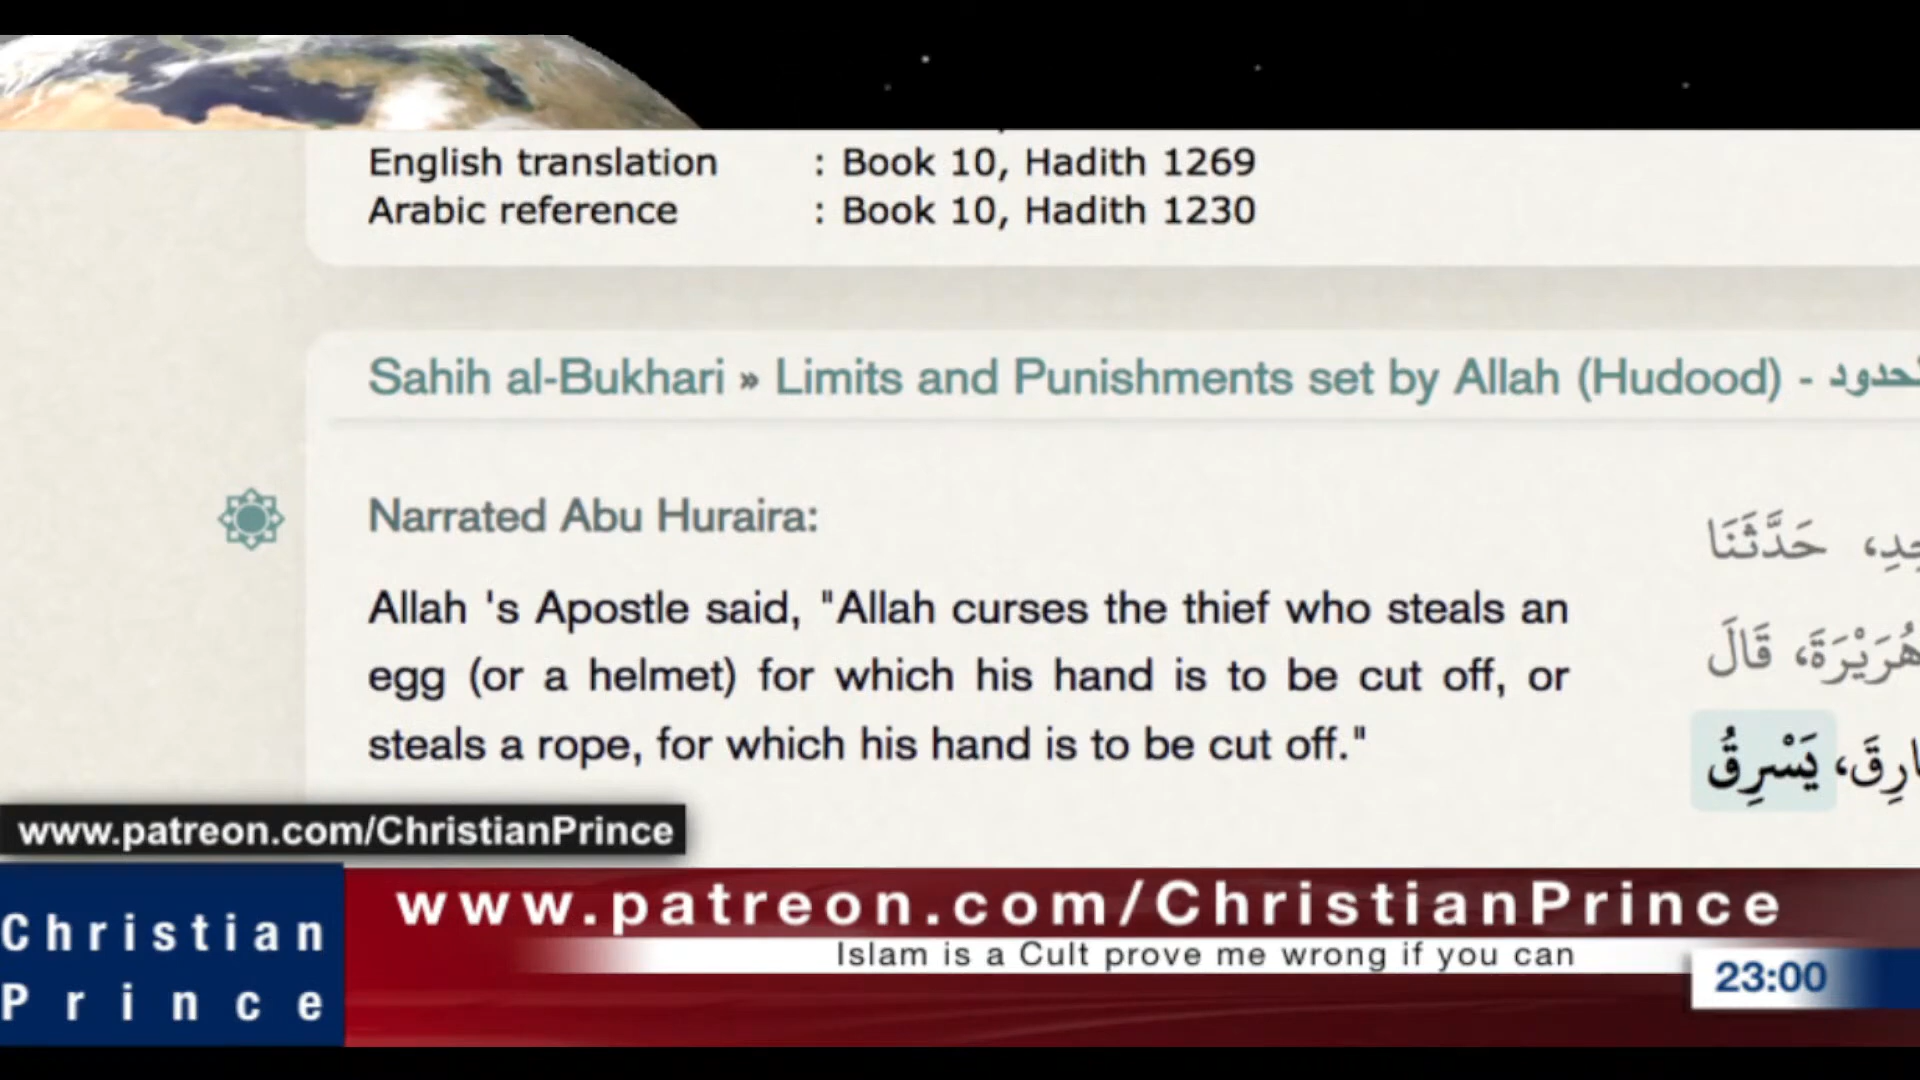 English translation : Book 10, Hadith 1269
Arabic reference : Book 10, Hadith 1230
Sahih al-Bukhari » Limits and Punishments set by Allah (Hudood) -
Narrated Abu Huraira:
حَدَّثَنَا
هُرَيْرَةَ، قَالَ
Allah 's Apostle said, "Allah curses the thief who steals an
egg (or a helmet) for which his hand is to be cut off, or
steals a rope, for which his hand is to be cut off."
يَسْرِقُ
www.patreon.com/ChristianPrince
Christian
Prince
www.patreon.com/ChristianPrince
Islam is a Cult prove me wrong if you can
23:00